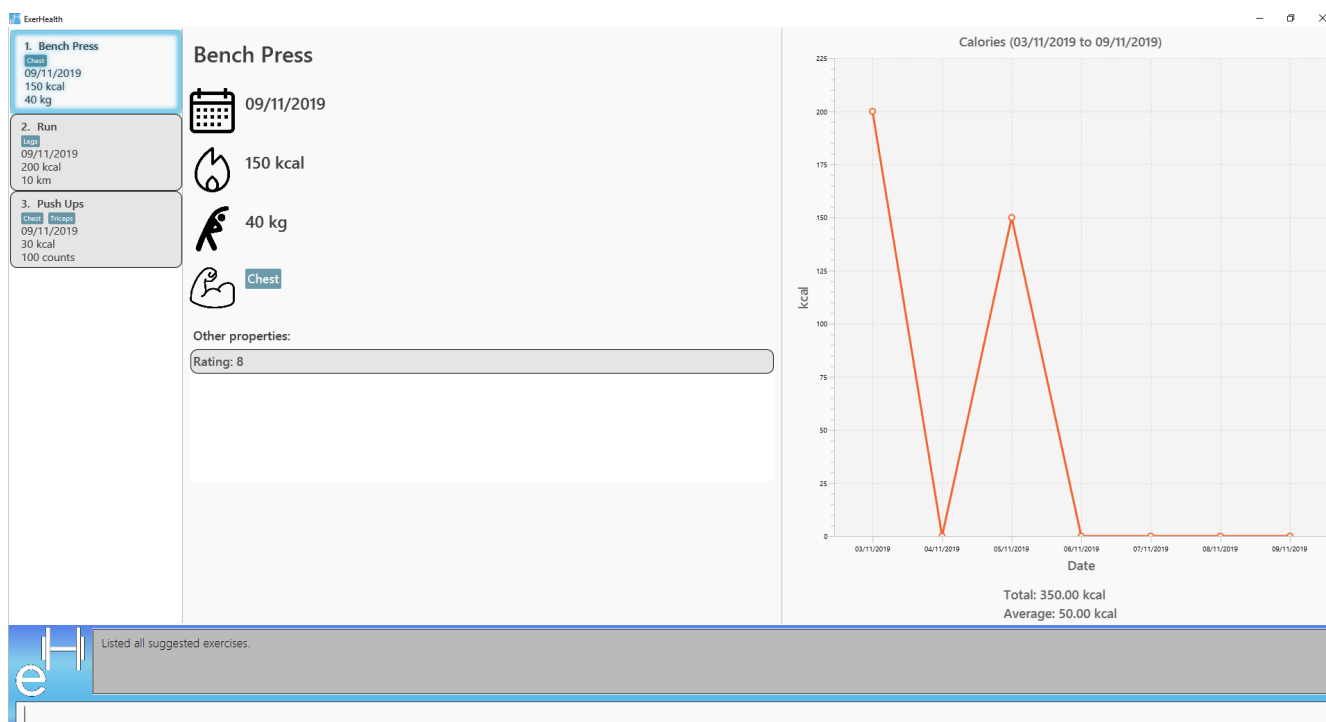 ExerHealth
1. Bench Press
Chest
09/11/2019
150 kcal
40 kg
2. Run
Legs
09/11/2019
200 kcal
10 km
3. Push Ups
Chest Triceps
09/11/2019
30 kcal
100 counts
Bench Press
09/11/2019
150 kcal
40 kg
Chest
Other properties:
Rating: 8
Calories (03/11/2019 to 09/11/2019)
225
200
175
150
125
100
75
50
25
0
kcal
03/11/2019 04/11/2019 05/11/2019 06/11/2019 07/11/2019 08/11/2019 09/11/2019
Date
Total: 350.00 kcal
Average: 50.00 kcal
eH
Listed all suggested exercises.